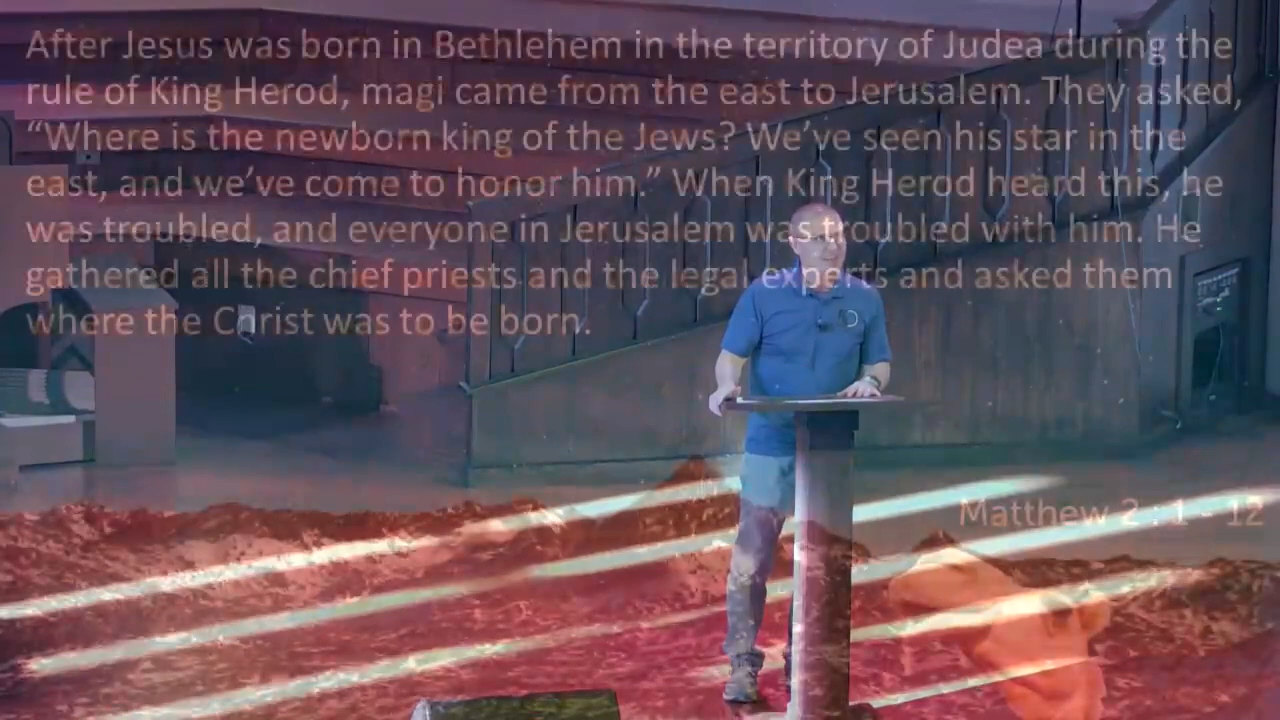 After Jesus was born in Bethlehem in the territory of Judea during the
rule of King Herod, magi came from the east to Jerusalem. They asked,
“Where is the newborn king of the Jews? We’ve seen his star in the
east, and we’ve come to honor him.” When King Herod heard this, he
was troubled, and everyone in Jerusalem was troubled with him. He
gathered all the chief priests and the legal experts and asked them
where the Christ was to be born.
Matthew 2 : 1 - 12